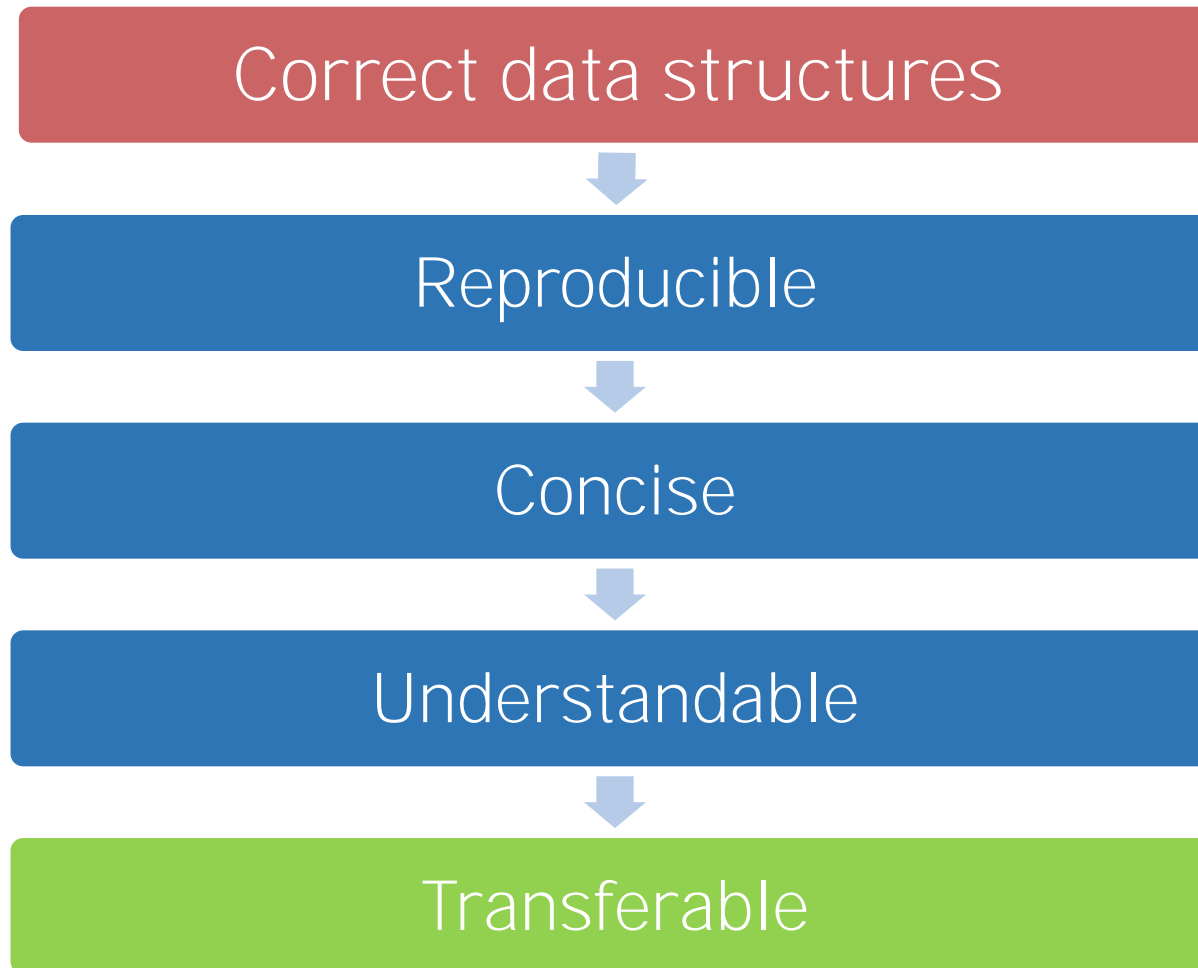 Correct data structures
Reproducible
Concise
Understandable
Transferable